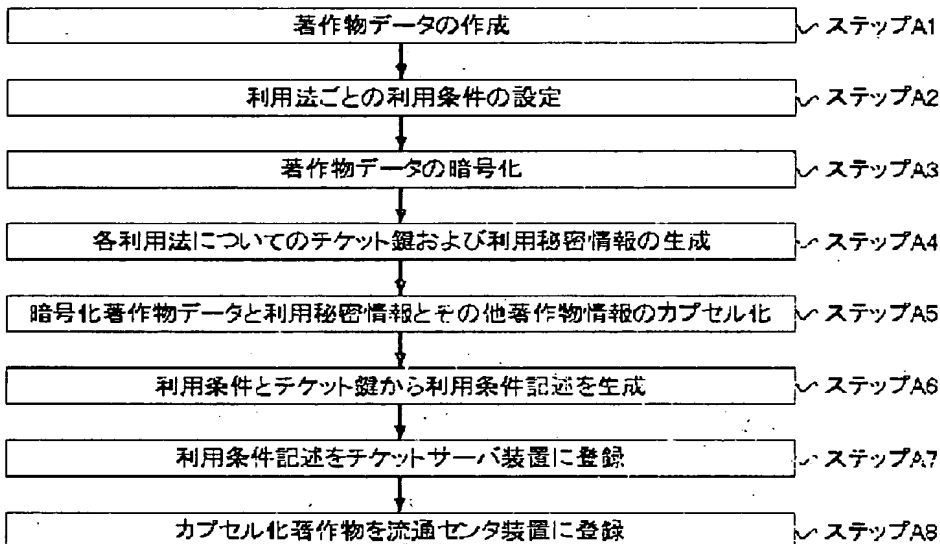 著作物データの作成 ステップA1
利用法ごとの利用条件の設定 ステップA2
著作物データの暗号化 ステップA3
各利用法についてのチケット鍵および利用秘密情報の生成 ステップA4
暗号化著作物データと利用秘密情報とその他著作物情報のカプセル化 ステップA5
利用条件とチケット鍵から利用条件記述を生成 ステップA6
利用条件記述をチケットサーバ装置に登録 ステップA7
カプセル化著作物を流通センタ装置に登録 ステップA8